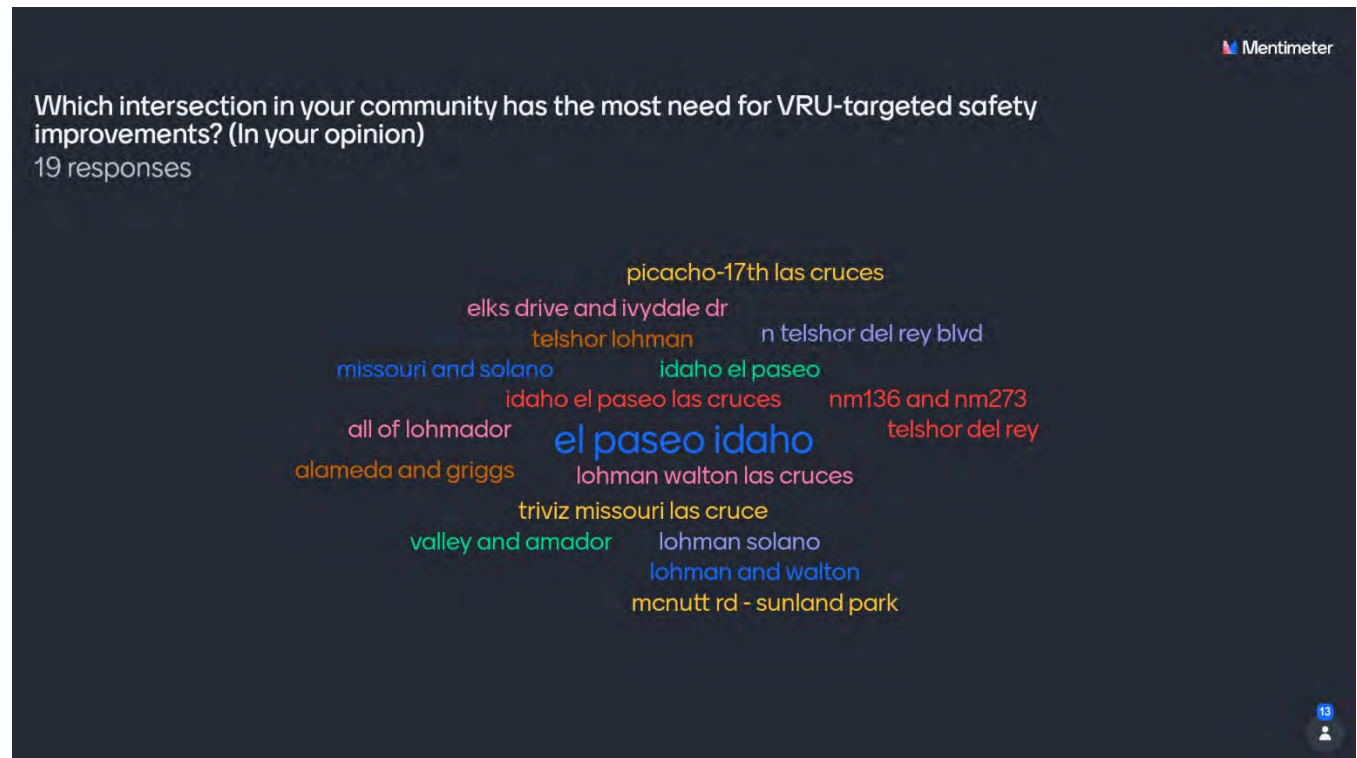 Mentimeter
Which intersection in your community has the most need for VRU-targeted safety
improvements? (In your opinion)
19 responses
picacho-17th las cruces
elks drive and ivydale dr
telshor lohman
n telshor del rey blvd
missouri and solano
idaho el paseo
idaho el paseo las cruces
nm136 and nm273
all of lohmador
el paseo idaho
telshor del rey
alameda and griggs
lohman walton las cruces
triviz missouri las cruce
valley and amador
lohman solano
lohman and walton
mcnutt rd - sunland park
13